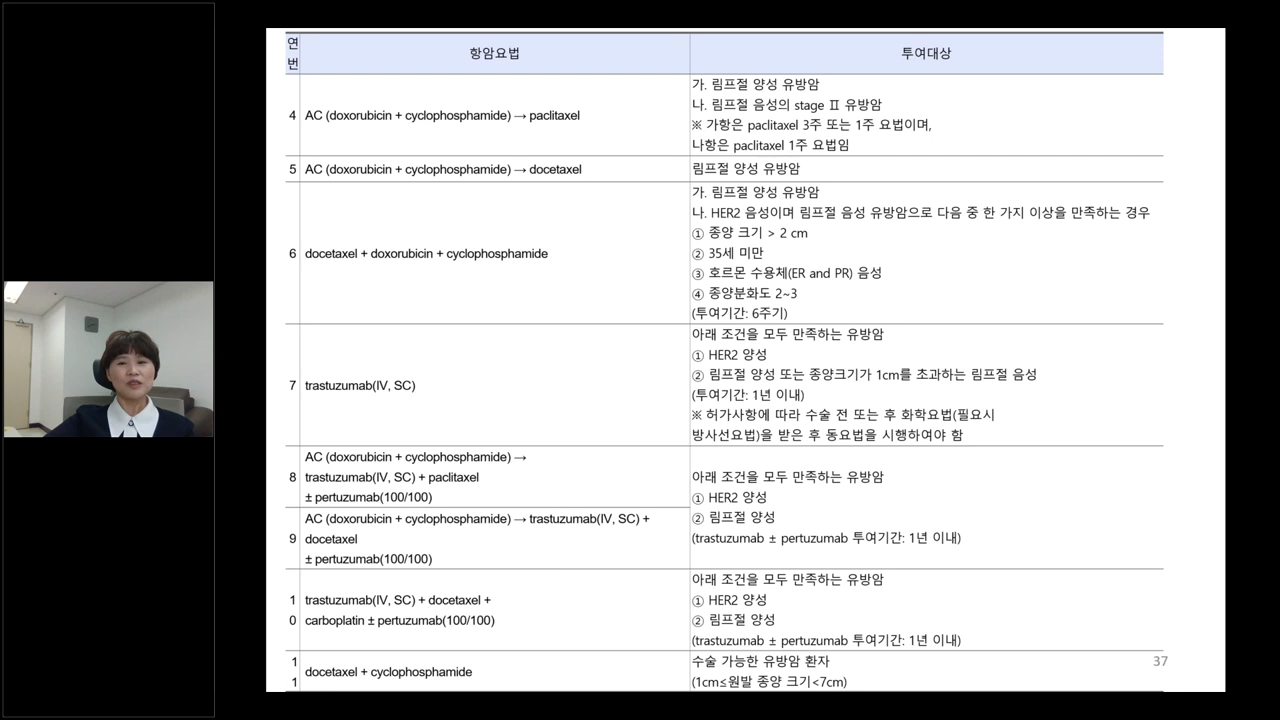 연
번
항암요법
투여대상
4
AC (doxorubicin + cyclophosphamide) → paclitaxel
가. 림프절 양성 유방암
나. 림프절 음성의 stage Ⅱ 유방암
※ 가항은 paclitaxel 3주 또는 1주 요법이며,
나항은 paclitaxel 1주 요법임
5
AC (doxorubicin + cyclophosphamide) → docetaxel
림프절 양성 유방암
6
docetaxel + doxorubicin + cyclophosphamide
가. 림프절 양성 유방암
나. HER2 음성이며 림프절 음성 유방암으로 다음 중 한 가지 이상을 만족하는 경우
① 종양 크기 > 2 cm
② 35세 미만
③ 호르몬 수용체(ER and PR) 음성
④ 종양분화도 2~3
(투여기간: 6주기)
7
trastuzumab(IV, SC)
아래 조건을 모두 만족하는 유방암
① HER2 양성
② 림프절 양성 또는 종양크기가 1cm를 초과하는 림프절 음성
(투여기간: 1년 이내)
※ 허가사항에 따라 수술 전 또는 후 화학요법(필요시
방사선요법)을 받은 후 동요법을 시행하여야 함
8
AC (doxorubicin + cyclophosphamide) →
trastuzumab(IV, SC) + paclitaxel
± pertuzumab(100/100)
9
AC (doxorubicin + cyclophosphamide) → trastuzumab(IV, SC) +
docetaxel
± pertuzumab(100/100)
아래 조건을 모두 만족하는 유방암
① HER2 양성
② 림프절 양성
(trastuzumab ± pertuzumab 투여기간: 1년 이내)
1
0
trastuzumab(IV, SC) + docetaxel +
carboplatin ± pertuzumab(100/100)
아래 조건을 모두 만족하는 유방암
① HER2 양성
② 림프절 양성
(trastuzumab ± pertuzumab 투여기간: 1년 이내)
1
1
docetaxel + cyclophosphamide
수술 가능한 유방암 환자
(1cm≤원발 종양 크기<7cm)
37